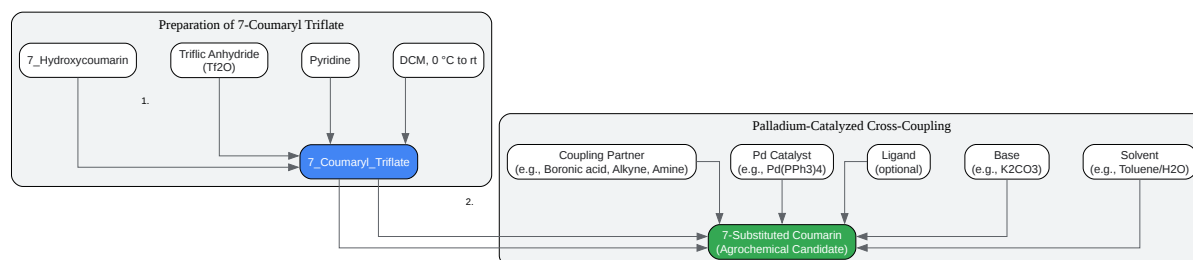 Preparation of 7-Coumaryl Triflate
7_Hydroxycoumarin
Triflic Anhydride
(Tf2O)
Pyridine
DCM, 0 °C to rt
1.
7_Coumaryl_Triflate
Palladium-Catalyzed Cross-Coupling
Coupling Partner
(e.g., Boronic acid, Alkyne, Amine)
Pd Catalyst
(e.g., Pd(PPh3)4)
Ligand
(optional)
Base
(e.g., K2CO3)
Solvent
(e.g., Toluene/H2O)
2.
7-Substituted Coumarin
(Agrochemical Candidate)